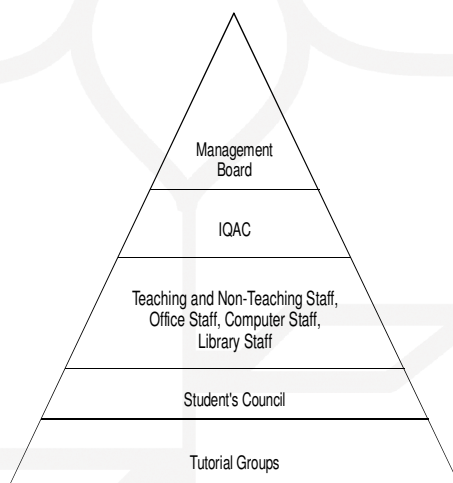 Management
Board
IQAC
Teaching and Non-Teaching Staff,
Office Staff, Computer Staff,
Library Staff
Student's Council
Tutorial Groups